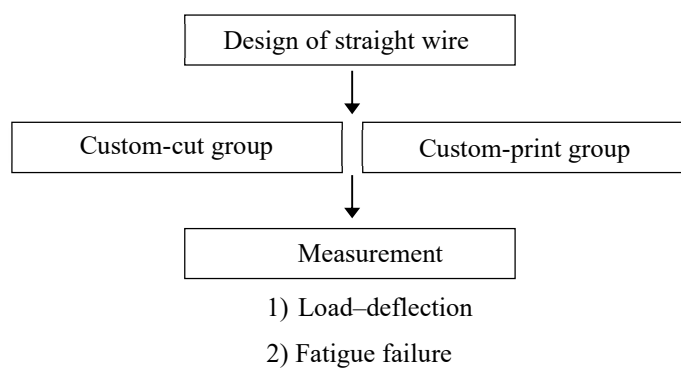 Design of straight wire
Custom-cut group
Custom-print group
Measurement
1) Load–deflection
2) Fatigue failure